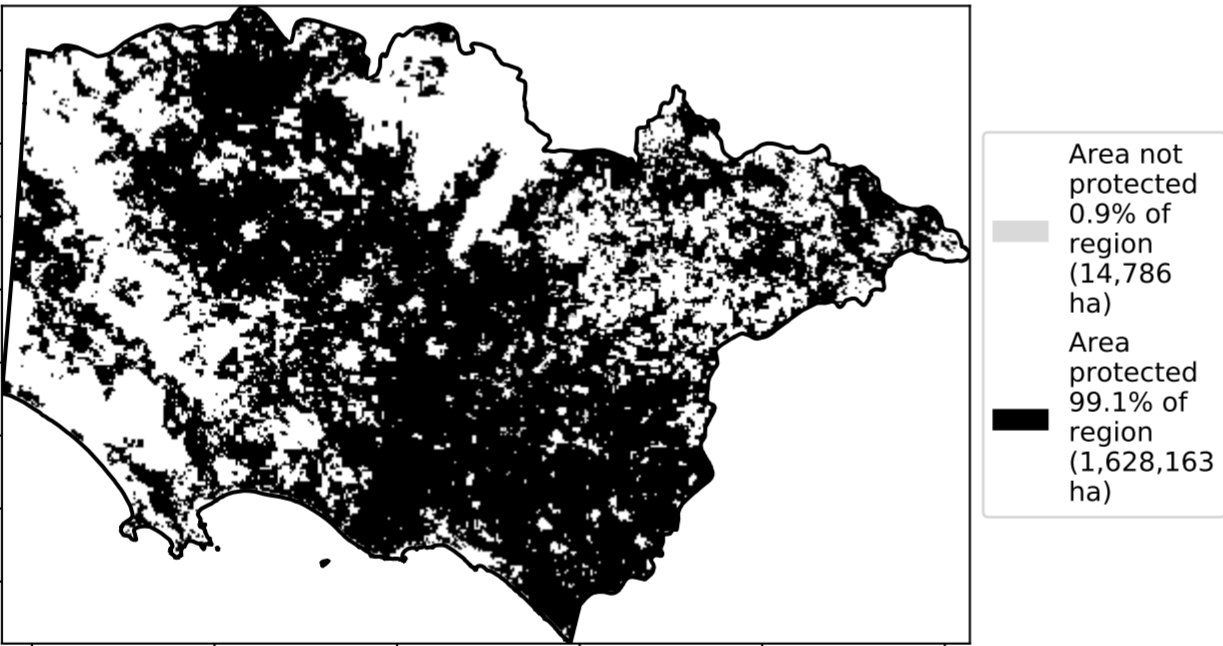 Area not
protected
0.9% of
region
(14,786
ha)
Area
protected
99.1% of
region
(1,628,163
ha)